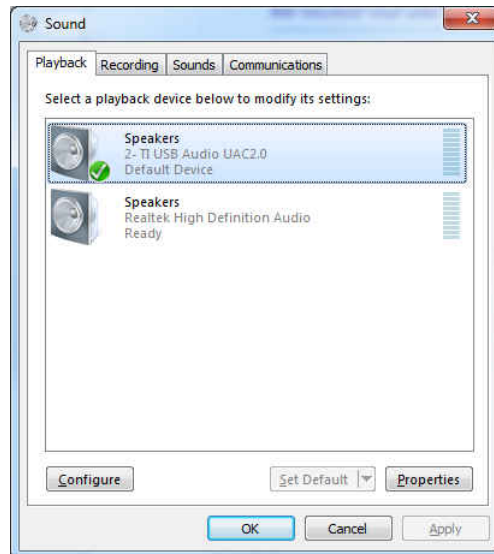 Sound
Playback Recording Sounds Communications
Select a playback device below to modify its settings:
Speakers
2- TI USB Audio UAC2.0
Default Device
Speakers
Realtek High Definition Audio
Ready
Configure Set Default Properties
OK Cancel Apply